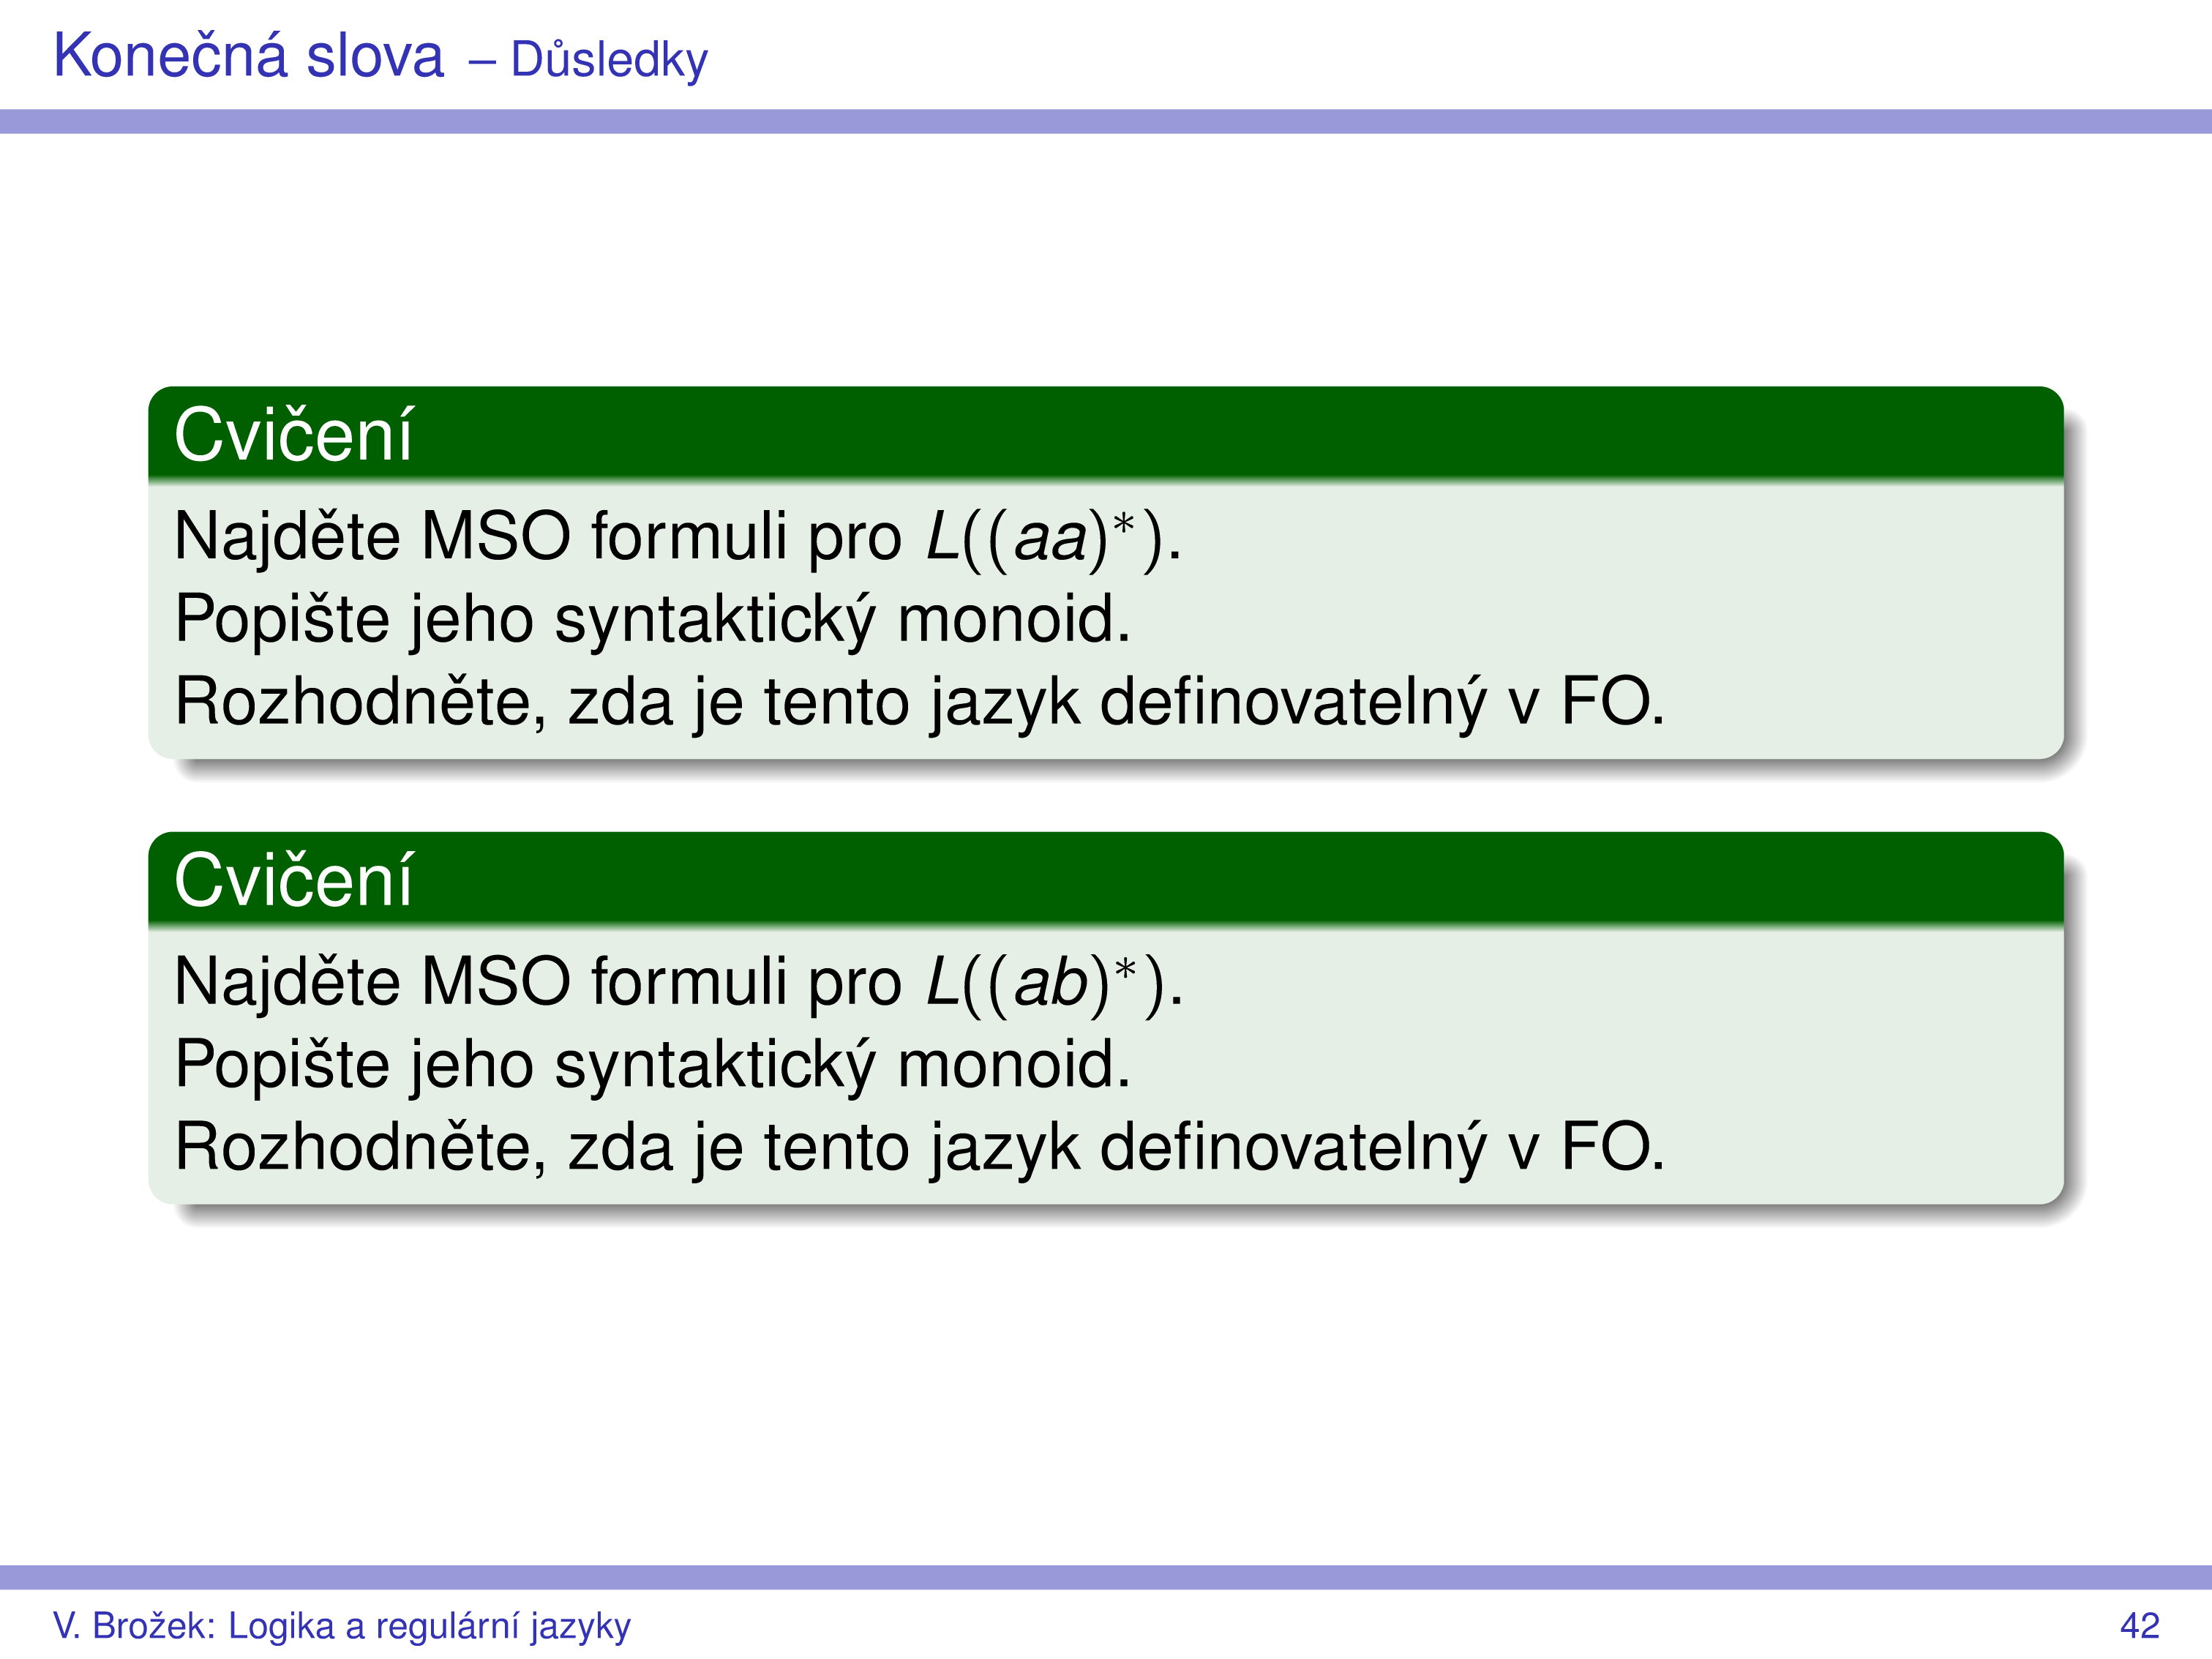 Konečná slova – Důsledky
Cvičení
Najděte MSO formuli pro L((aa)*).
Popište jeho syntaktický monoid.
Rozhodněte, zda je tento jazyk definovatelný v FO.
Cvičení
Najděte MSO formuli pro L((ab)*).
Popište jeho syntaktický monoid.
Rozhodněte, zda je tento jazyk definovatelný v FO.
V. Brožek: Logika a regulární jazyky 42